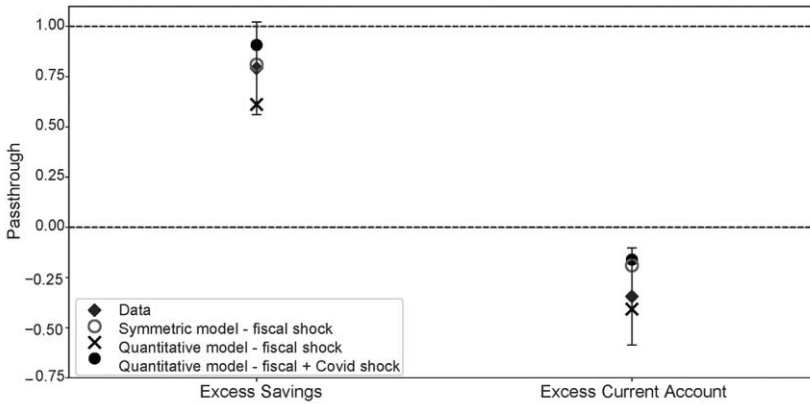 1.00
0.75
0.50
0.25
0.00
−0.25
−0.50
−0.75
Passthrough
Data
Symmetric model - fiscal shock
Quantitative model - fiscal shock
Quantitative model - fiscal + Covid shock
Excess Savings
Excess Current Account